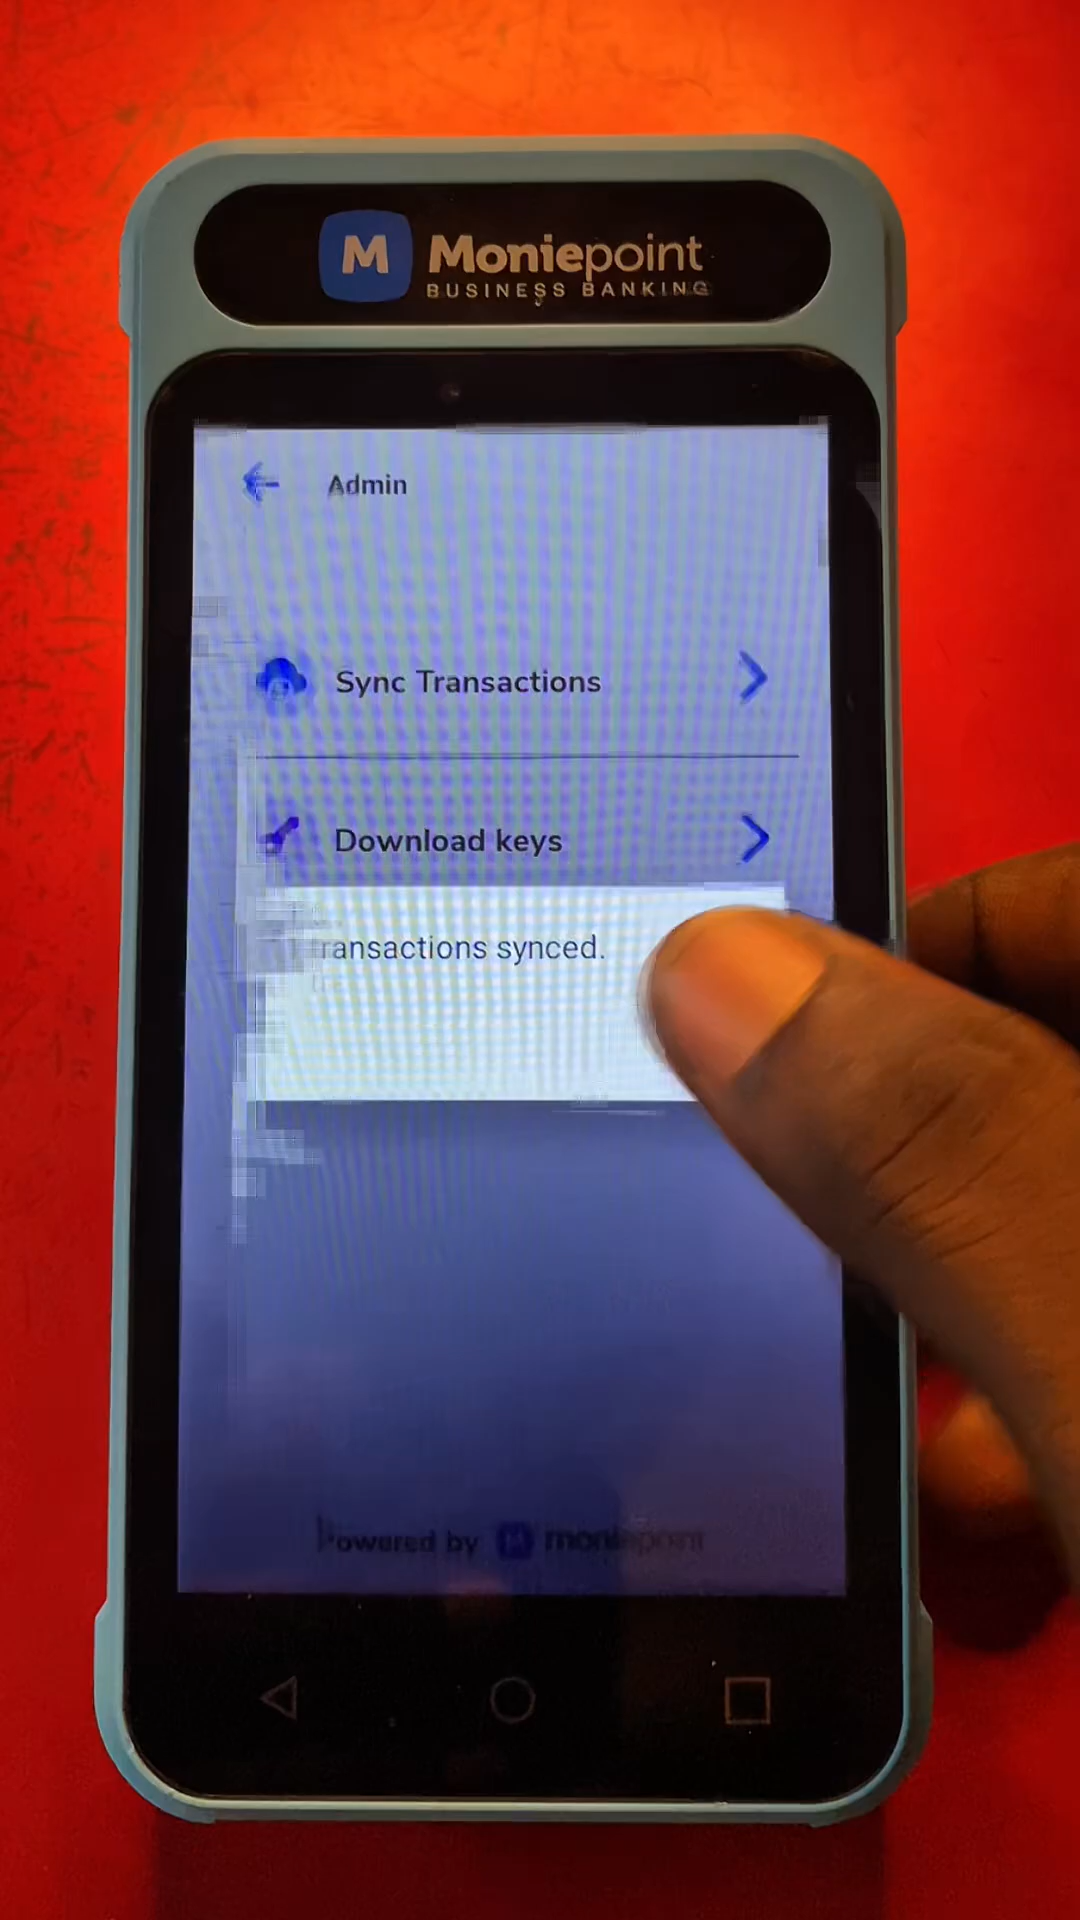 M Moniepoint
BUSINESS BANKING
Admin
Sync Transactions
Download keys
ransactions synced.
Powered by moniepoint